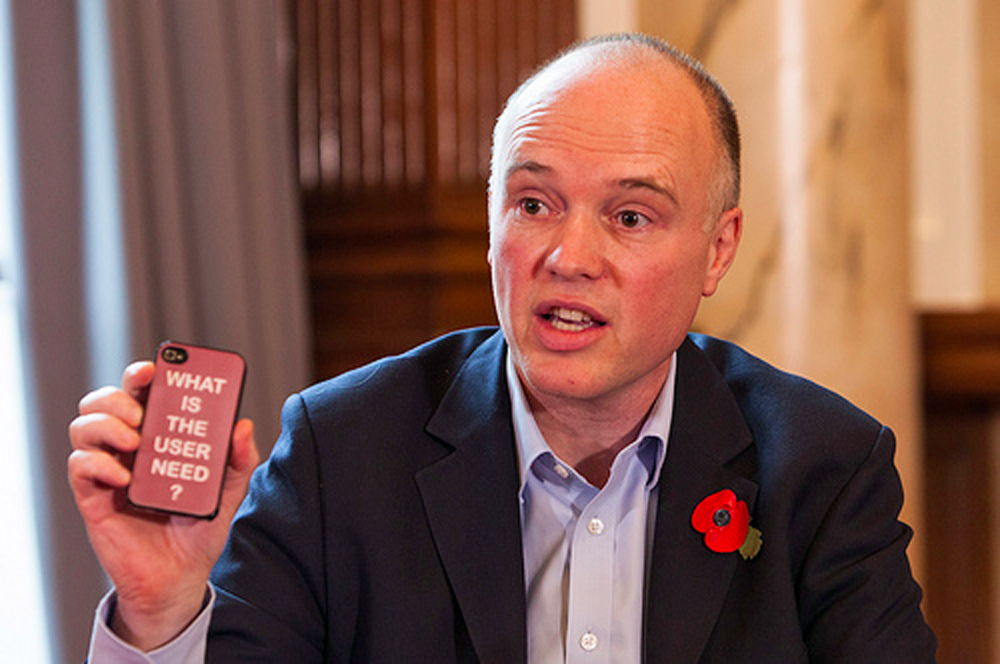 WHAT
IS
THE
USER
NEED
?